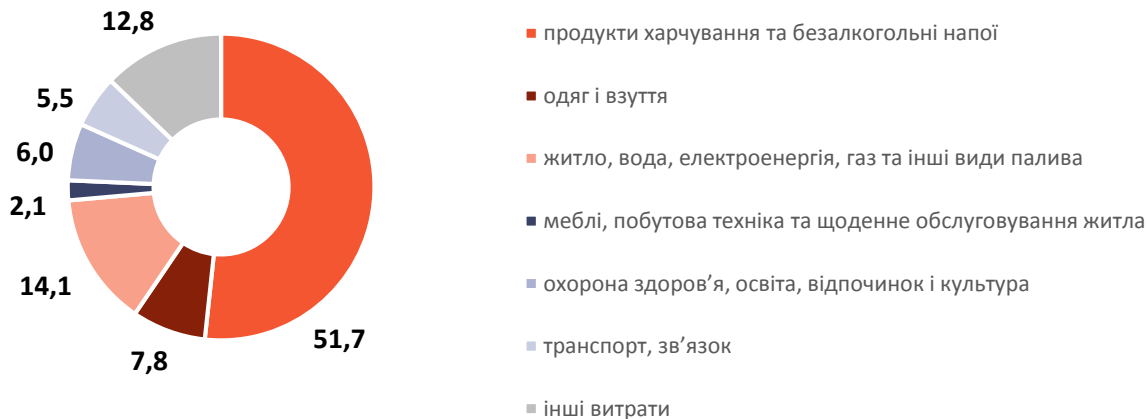 12,8
5,5
6,0
2,1
14,1
7,8
51,7
продукти харчування та безалкогольні напої
одяг і взуття
житло, вода, електроенергія, газ та інші види палива
меблі, побутова техніка та щоденне обслуговування житла
охорона здоров’я, освіта, відпочинок і культура
транспорт, зв’язок
інші витрати